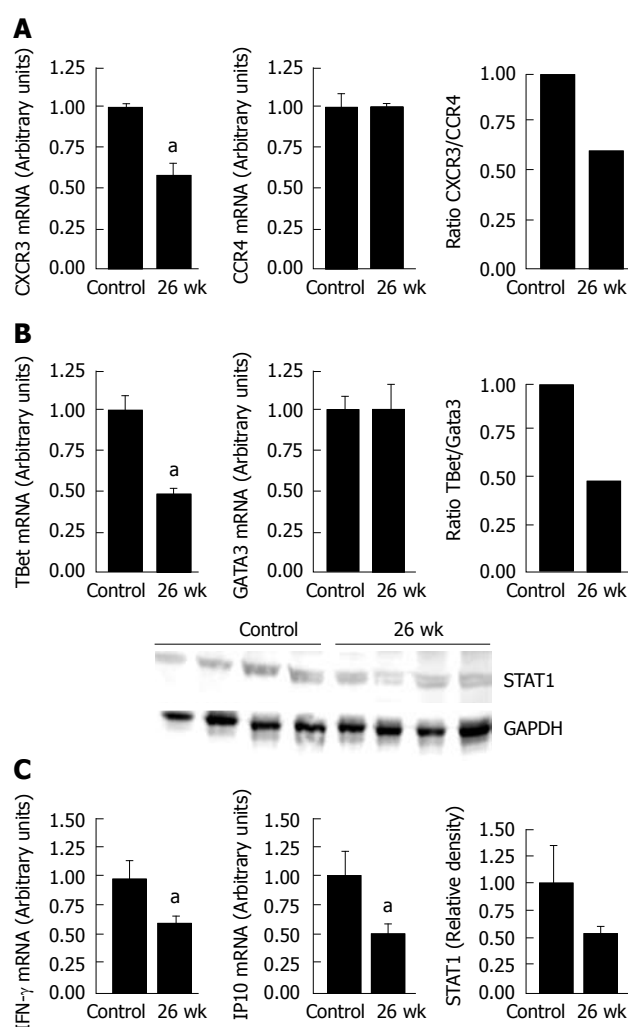 A
CXCR3 mRNA (Arbitrary units)
1.25
1.00
0.75
0.50
0.25
0.00
a
Control 26 wk
CCR4 mRNA (Arbitrary units)
1.25
1.00
0.75
0.50
0.25
0.00
Control 26 wk
Ratio CXCR3/CCR4
1.00
0.75
0.50
0.25
0.00
Control 26 wk
B
TBet mRNA (Arbitrary units)
1.25
1.00
0.75
0.50
0.25
0.00
a
Control 26 wk
GATA3 mRNA (Arbitrary units)
1.25
1.00
0.75
0.50
0.25
0.00
Control 26 wk
Ratio TBet/Gata3
1.00
0.75
0.50
0.25
0.00
Control 26 wk
Control 26 wk
STAT1
GAPDH
C
IFN-γ mRNA (Arbitrary units)
1.50
1.25
1.00
0.75
0.50
0.25
0.00
a
Control 26 wk
IP10 mRNA (Arbitrary units)
1.50
1.25
1.00
0.75
0.50
0.25
0.00
a
Control 26 wk
STAT1 (Relative density)
1.50
1.25
1.00
0.75
0.50
0.25
0.00
Control 26 wk